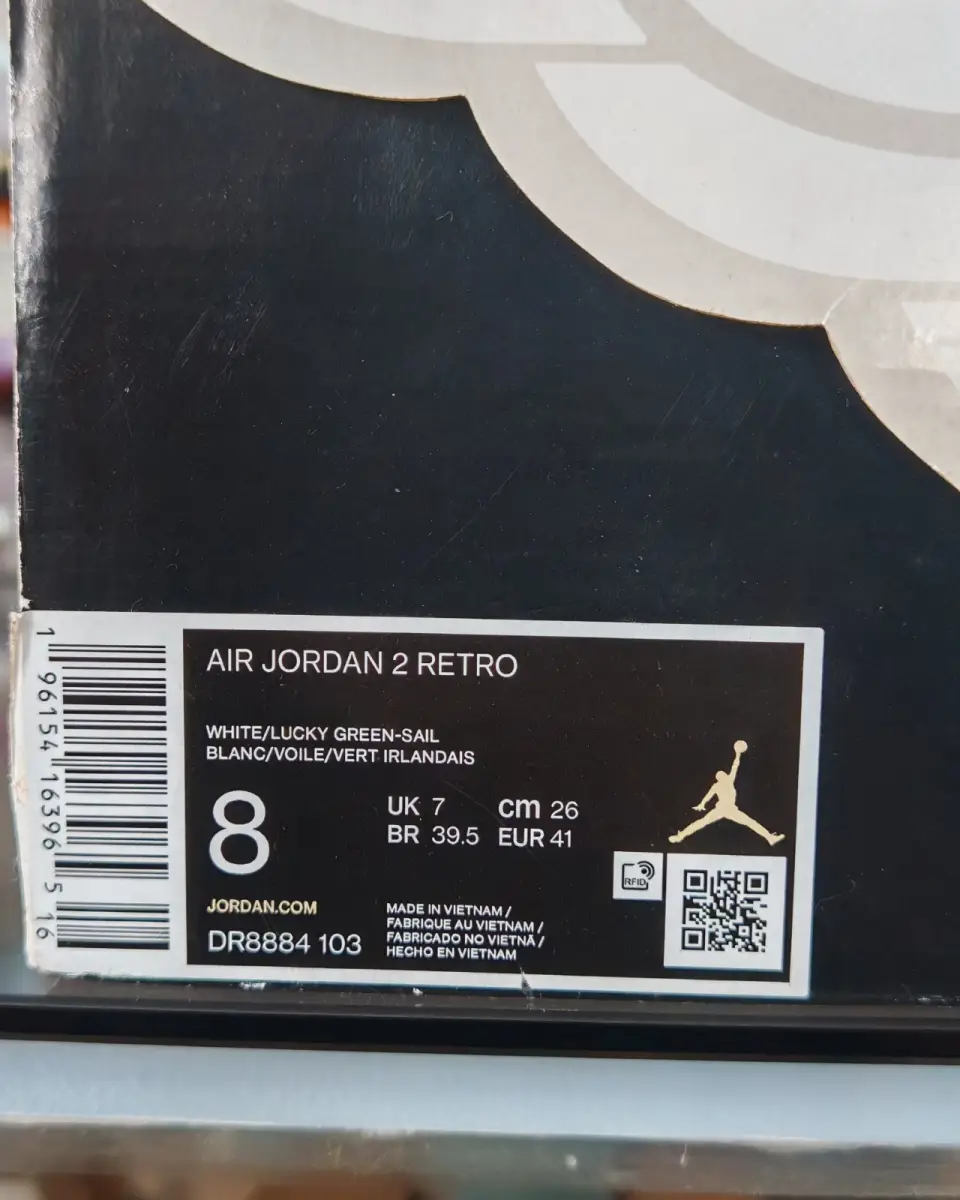 AIR JORDAN 2 RETRO
WHITE/LUCKY GREEN-SAIL
BLANC/VOILE/VERT IRLANDAIS
8
UK 7 cm 26
BR 39.5 EUR 41
RFID
JORDAN.COM
DR8884 103
MADE IN VIETNAM /
FABRIQUE AU VIETNAM /
FABRICADO NO VIETNÃ /
HECHO EN VIETNAM
1 96154 16396 5 16